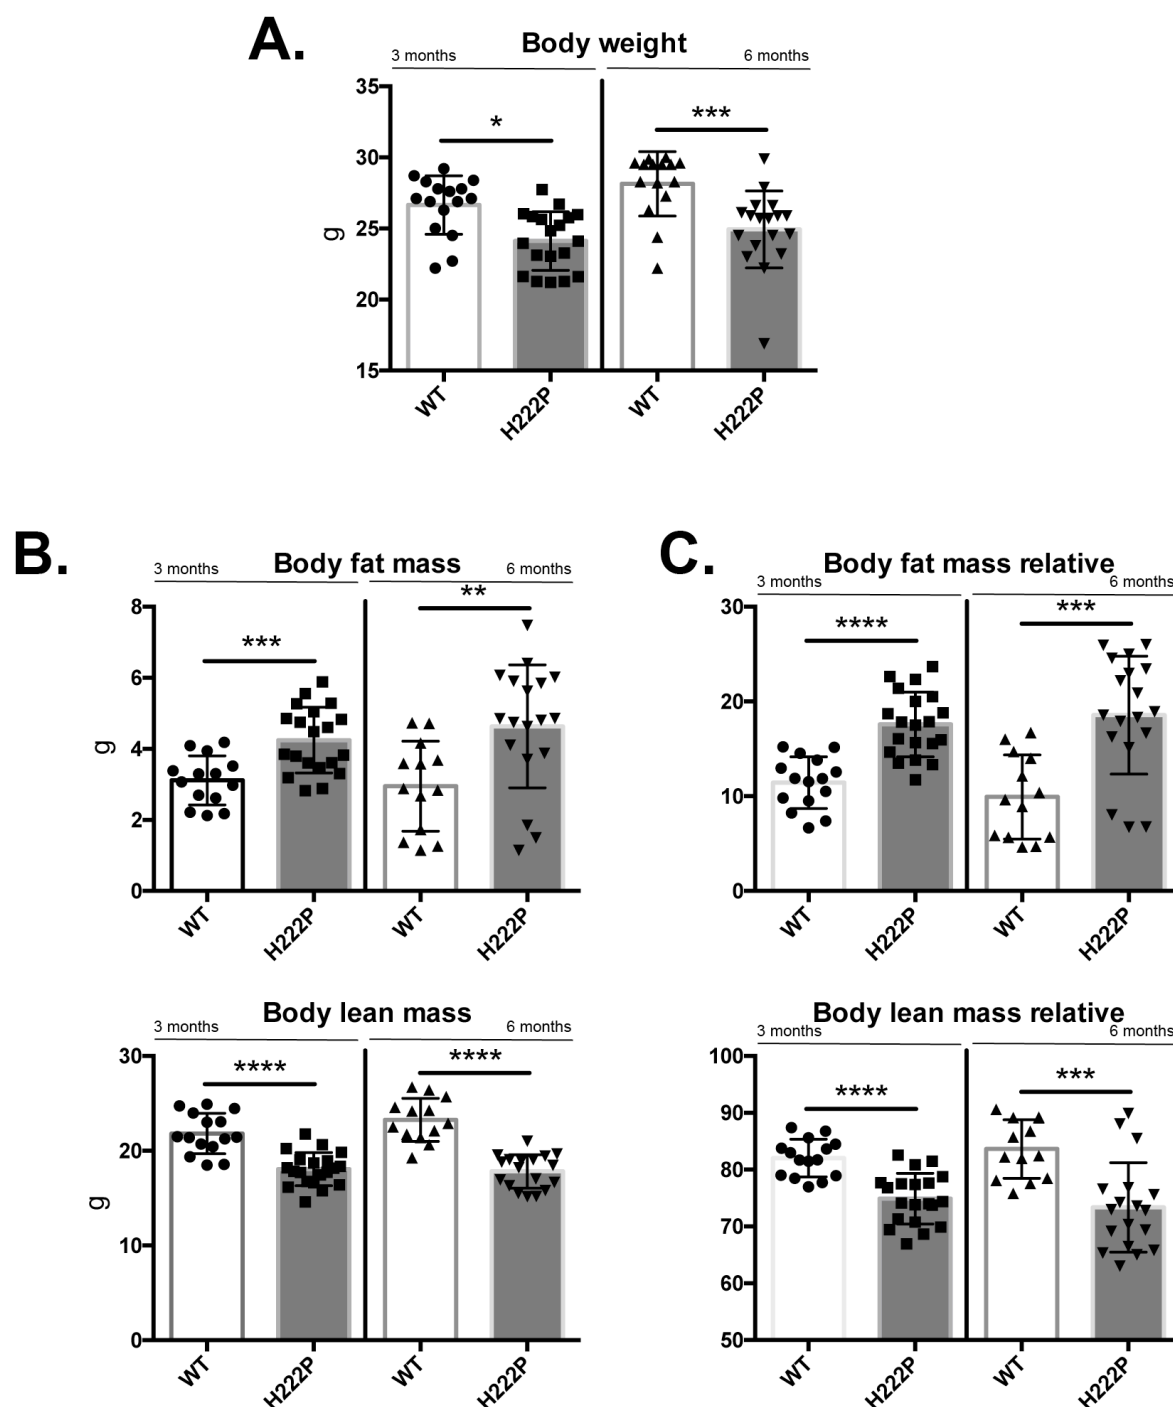 A.
Body weight
3 months
6 months
*
***
35
30
25
20
15
g
WT
H222P
WT
H222P
B.
Body fat mass
3 months
6 months
***
**
8
6
4
2
0
g
WT
H222P
WT
H222P
C.
Body fat mass relative
3 months
6 months
****
***
30
20
10
0
WT
H222P
WT
H222P
Body lean mass
3 months
6 months
****
****
30
20
10
0
g
WT
H222P
WT
H222P
Body lean mass relative
3 months
6 months
****
***
100
90
80
70
60
50
WT
H222P
WT
H222P